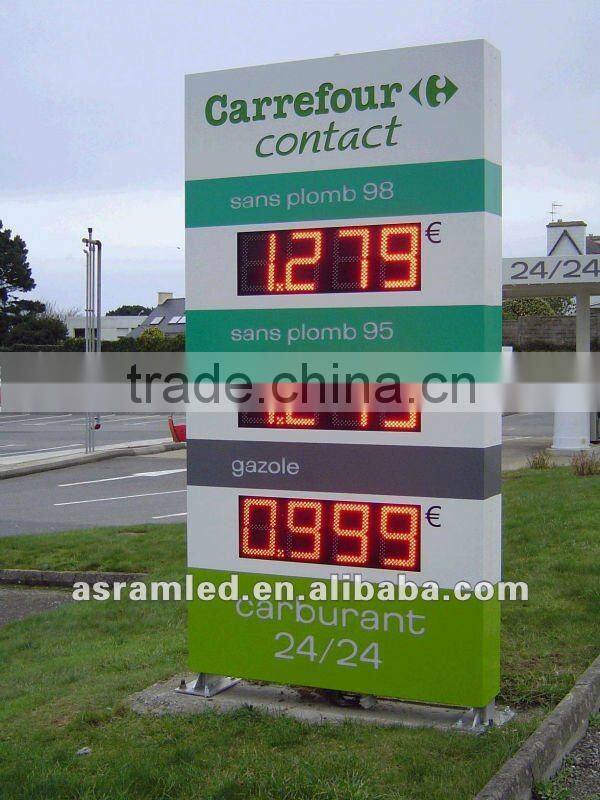 Carrefour
contact
sans plomb 98
1.279 €
24/24
sans plomb 95
trade.china.cn
gazole
0.999 €
asramled.en.alibaba.com
carburant
24/24